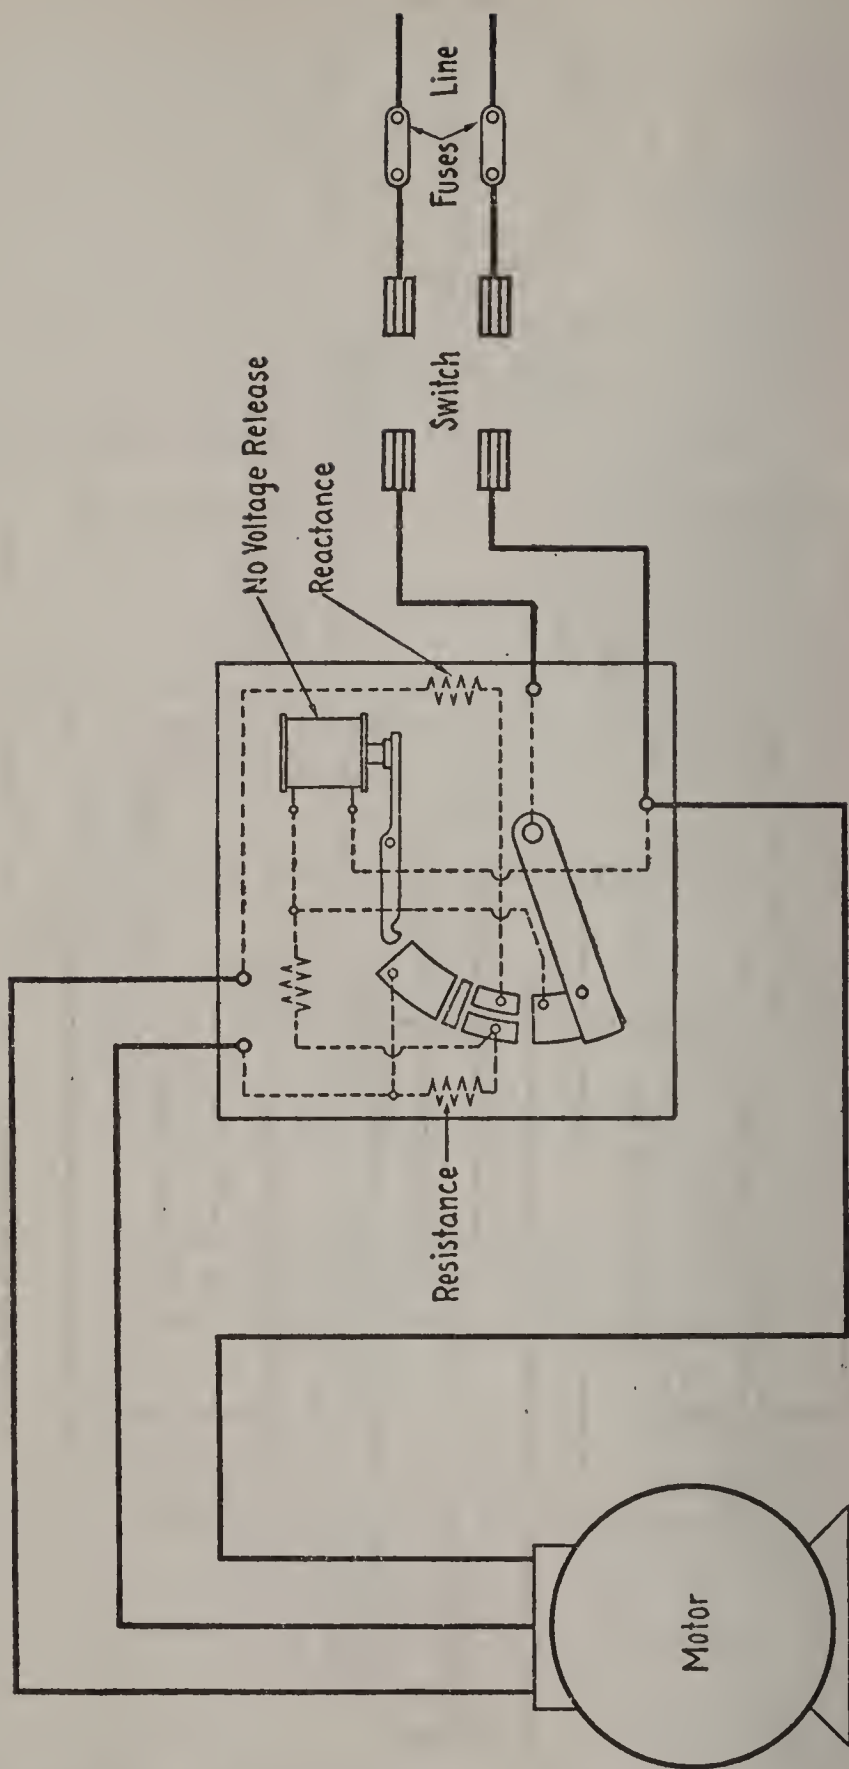 No Voltage Release
Reactance
Resistance
Switch
Fuses
Line
Motor